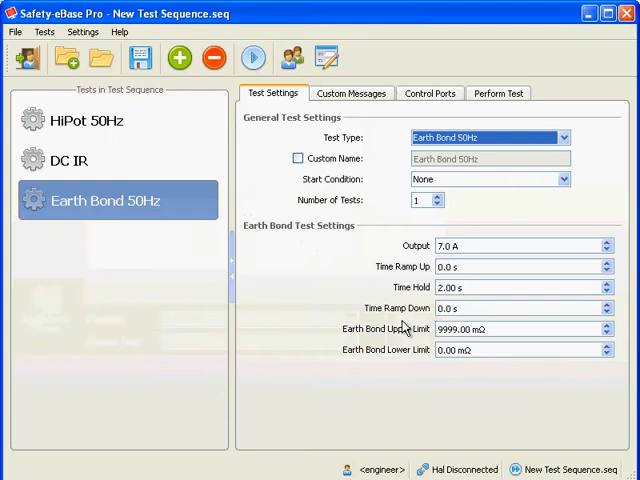 Safety-eBase Pro - New Test Sequence.seq
File Tests Settings Help
Tests in Test Sequence
HiPot 50Hz
DC IR
Earth Bond 50Hz
Test Settings Custom Messages Control Ports Perform Test
General Test Settings
Test Type: Earth Bond 50Hz
Custom Name: Earth Bond 50Hz
Start Condition: None
Number of Tests: 1
Earth Bond Test Settings
Output 7.0 A
Time Ramp Up 0.0 s
Time Hold 2.00 s
Time Ramp Down 0.0 s
Earth Bond Upper Limit 9999.00 mΩ
Earth Bond Lower Limit 0.00 mΩ
<engineer> Hal Disconnected New Test Sequence.seq